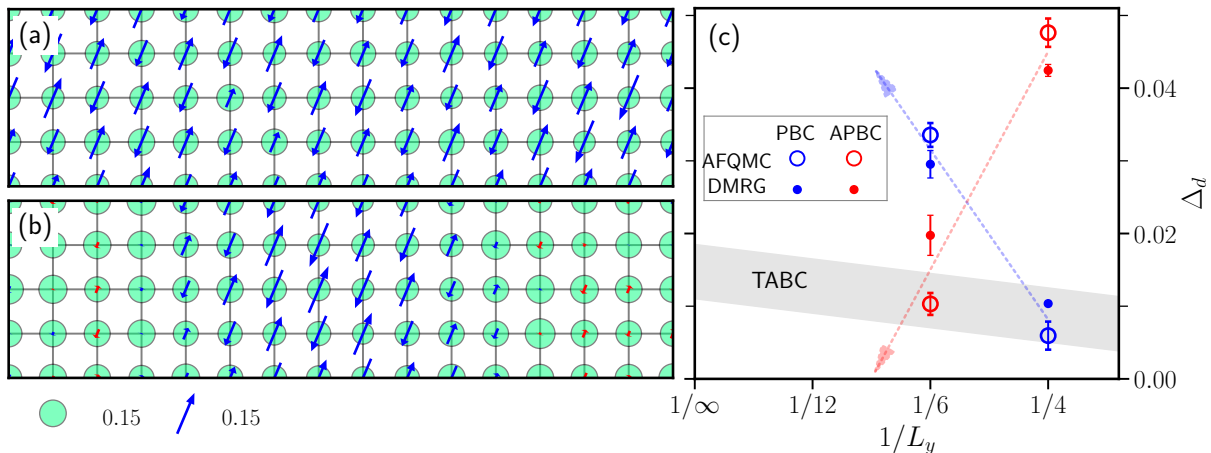 (a)
(b)
0.15 0.15
(c)
PBC APBC
AFQMC
DMRG
TABC
0.04
0.02
0.00
Δ_d
1/∞ 1/12 1/6 1/4
1/L_y